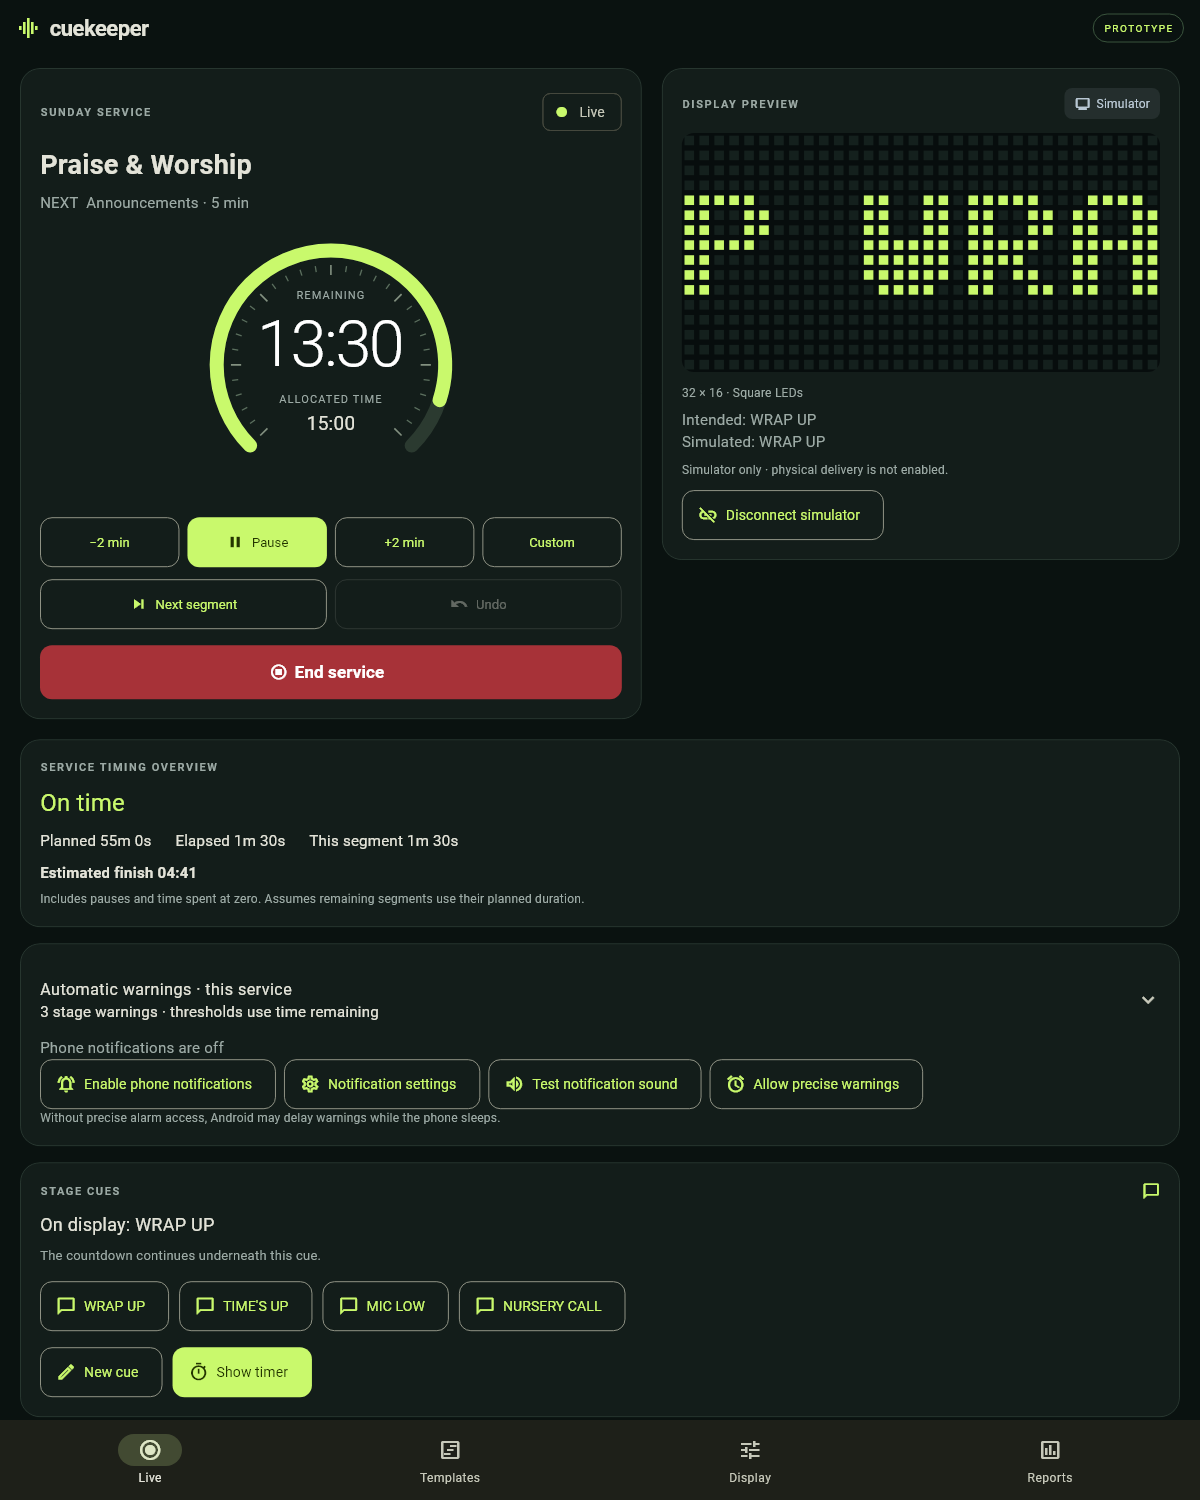 cuekeeper
PROTOTYPE
SUNDAY SERVICE
Live
Praise & Worship
NEXT Announcements · 5 min
REMAINING
13:30
ALLOCATED TIME
15:00
−2 min
Pause
+2 min
Custom
Next segment
Undo
End service
DISPLAY PREVIEW
Simulator
P WRA
32 × 16 · Square LEDs
Intended: WRAP UP
Simulated: WRAP UP
Simulator only · physical delivery is not enabled.
Disconnect simulator
SERVICE TIMING OVERVIEW
On time
Planned 55m 0s Elapsed 1m 30s This segment 1m 30s
Estimated finish 04:41
Includes pauses and time spent at zero. Assumes remaining segments use their planned duration.
Automatic warnings · this service
3 stage warnings · thresholds use time remaining
Phone notifications are off
Enable phone notifications
Notification settings
Test notification sound
Allow precise warnings
Without precise alarm access, Android may delay warnings while the phone sleeps.
STAGE CUES
On display: WRAP UP
The countdown continues underneath this cue.
WRAP UP
TIME'S UP
MIC LOW
NURSERY CALL
New cue
Show timer
Live
Templates
Display
Reports